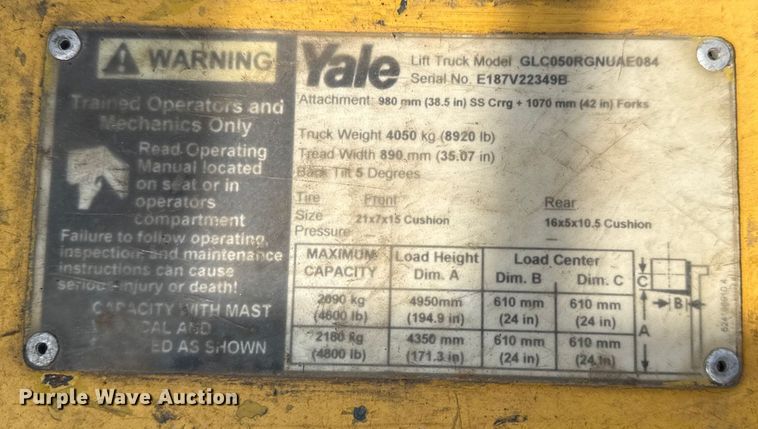 WARNING
Trained Operators and
Mechanics Only
Read Operating
Manual located
on seat or in
operators
compartment
Failure to follow operating,
inspection, and maintenance
instructions can cause
serious injury or death!
CAPACITY WITH MAST
AND
AS SHOWN
Yale
Lift Truck Model GLC050RGNUAE084
Serial No. E187V22349B
Attachment: 980 mm (38.5 in) SS Crrg + 1070 mm (42 in) Forks
Truck Weight 4050 kg (8920 lb)
Tread Width 890 mm (35.07 in)
Back Tilt 5 Degrees
Tire Front Rear
Size 21x7x15 Cushion 16x5x10.5 Cushion
Pressure — —
MAXIMUM CAPACITY Load Height Dim. A Load Center Dim. B Dim. C
2090 kg 4950mm 610 mm 610 mm
(4600 lb) (194.9 in) (24 in) (24 in)
2180 kg 4350 mm 610 mm 610 mm
(4800 lb) (171.3 in) (24 in) (24 in)
C
B
A
Purple Wave Auction